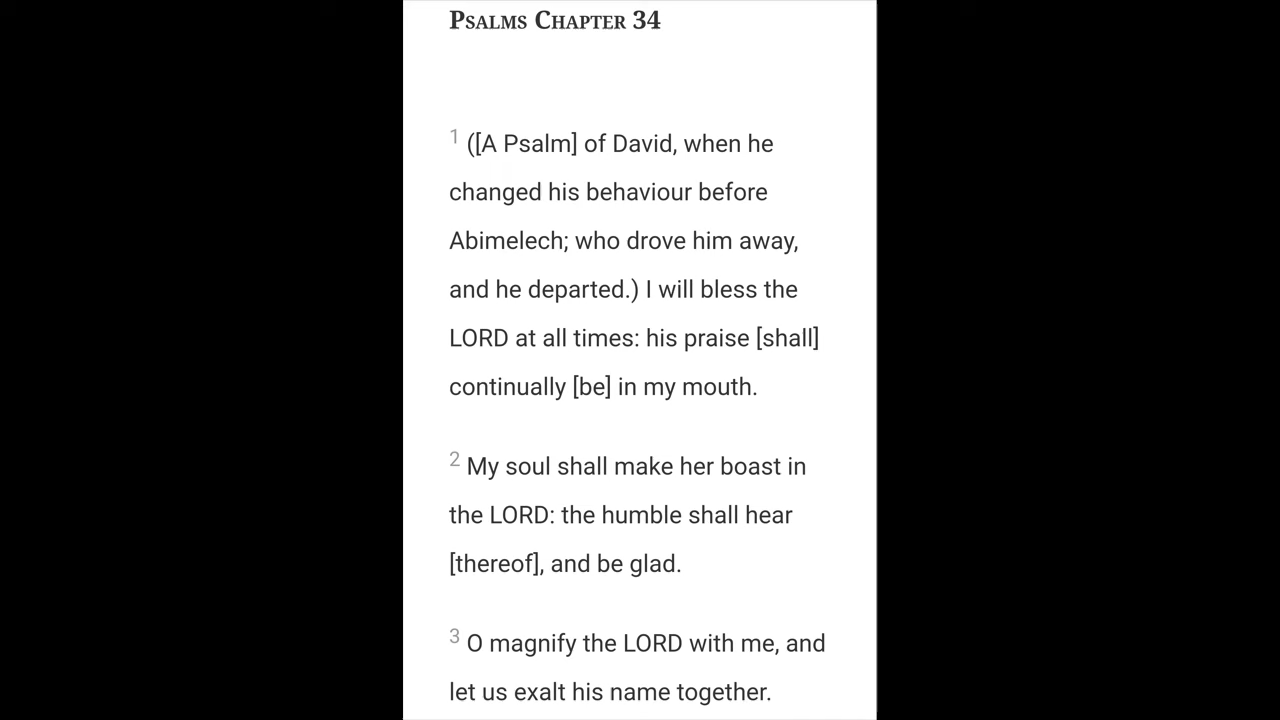 Psalms Chapter 34
1 ([A Psalm] of David, when he
changed his behaviour before
Abimelech; who drove him away,
and he departed.) I will bless the
LORD at all times: his praise [shall]
continually [be] in my mouth.
2 My soul shall make her boast in
the LORD: the humble shall hear
[thereof], and be glad.
3 O magnify the LORD with me, and
let us exalt his name together.